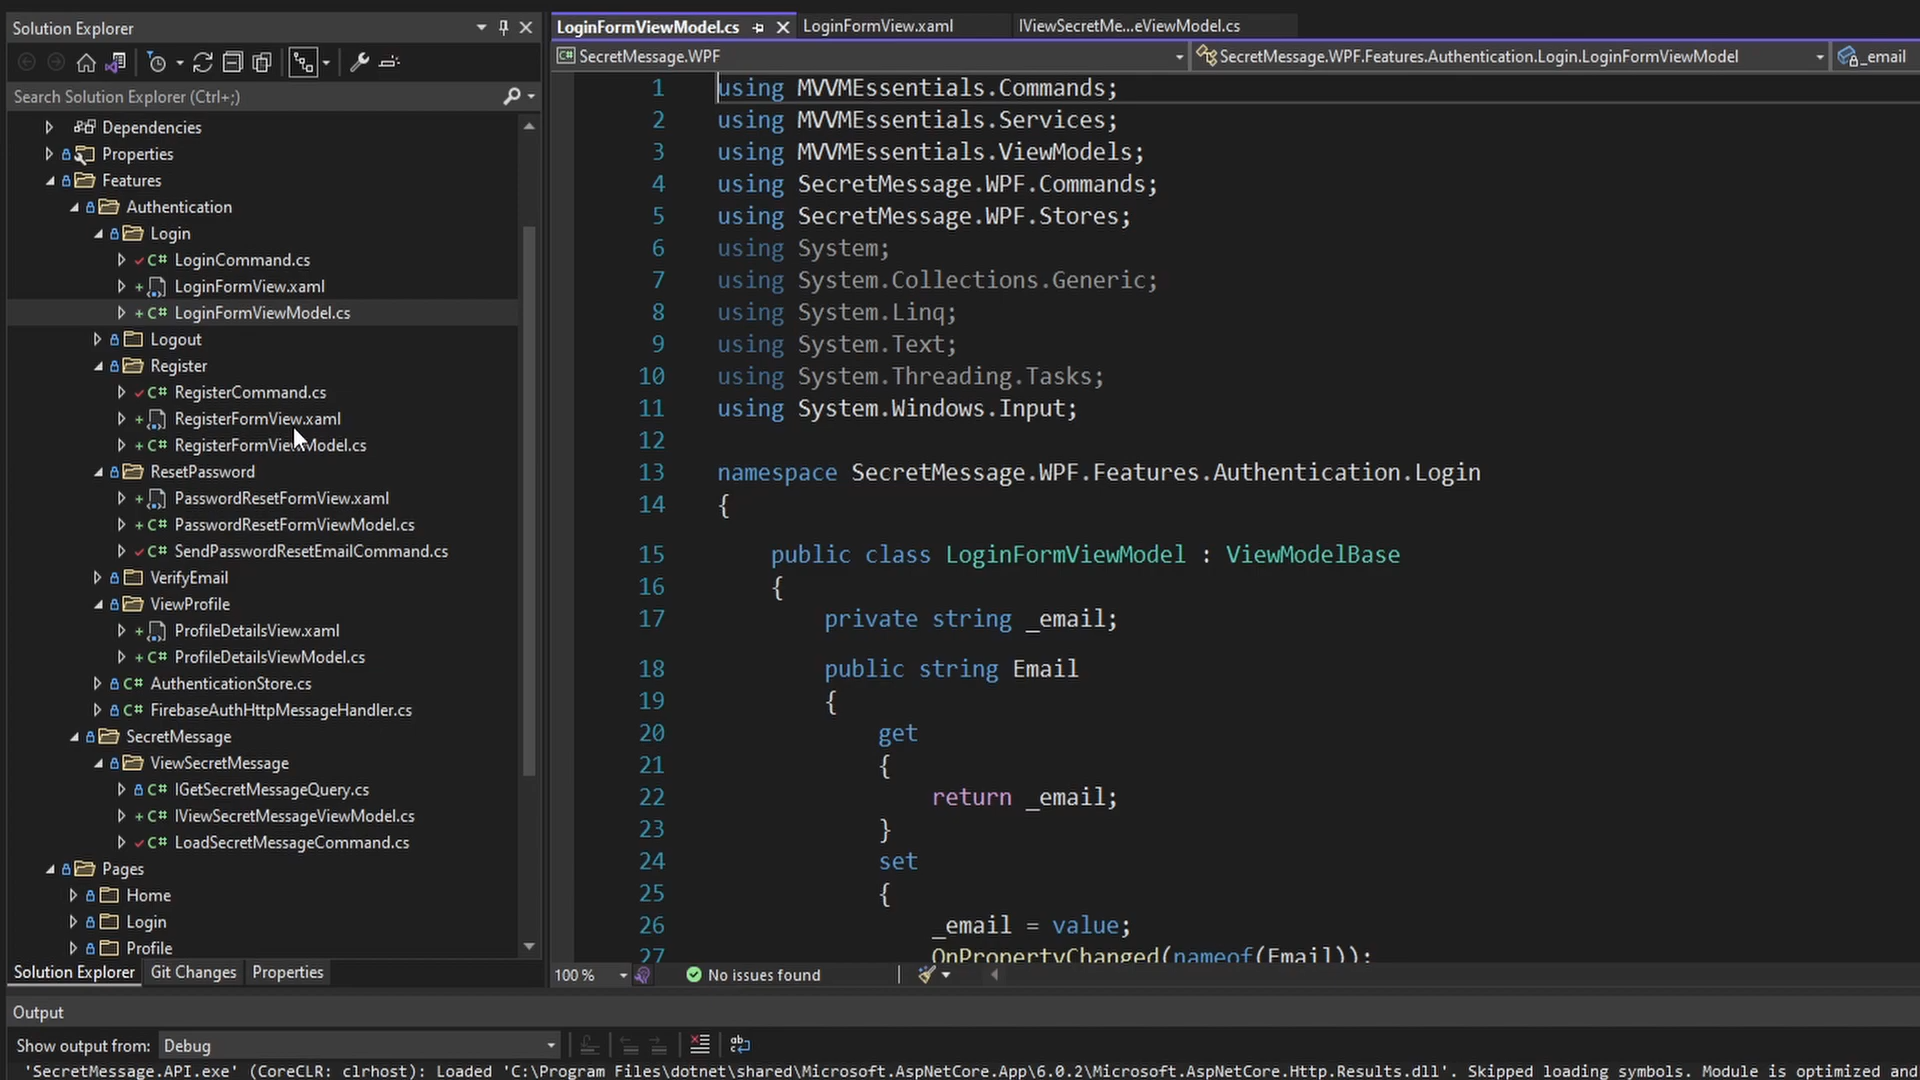 Solution Explorer
Search Solution Explorer (Ctrl+;)
Dependencies
Properties
Features
Authentication
Login
LoginCommand.cs
LoginFormView.xaml
LoginFormViewModel.cs
Logout
Register
RegisterCommand.cs
RegisterFormView.xaml
RegisterFormViewModel.cs
ResetPassword
PasswordResetFormView.xaml
PasswordResetFormViewModel.cs
SendPasswordResetEmailCommand.cs
VerifyEmail
ViewProfile
ProfileDetailsView.xaml
ProfileDetailsViewModel.cs
AuthenticationStore.cs
FirebaseAuthHttpMessageHandler.cs
SecretMessage
ViewSecretMessage
IGetSecretMessageQuery.cs
IViewSecretMessageViewModel.cs
LoadSecretMessageCommand.cs
Pages
Home
Login
Profile
Solution Explorer Git Changes Properties
LoginFormViewModel.cs LoginFormView.xaml IViewSecretMe...eViewModel.cs
SecretMessage.WPF SecretMessage.WPF.Features.Authentication.Login.LoginFormViewModel _email
1 using MVVMEssentials.Commands;
2 using MVVMEssentials.Services;
3 using MVVMEssentials.ViewModels;
4 using SecretMessage.WPF.Commands;
5 using SecretMessage.WPF.Stores;
6 using System;
7 using System.Collections.Generic;
8 using System.Linq;
9 using System.Text;
10 using System.Threading.Tasks;
11 using System.Windows.Input;
12
13 namespace SecretMessage.WPF.Features.Authentication.Login
14 {
15 public class LoginFormViewModel : ViewModelBase
16 {
17 private string _email;
18 public string Email
19 {
20 get
21 {
22 return _email;
23 }
24 set
25 {
26 _email = value;
27 OnPropertyChanged(nameof(Email));
100 % No issues found
Output
Show output from: Debug
'SecretMessage.API.exe' (CoreCLR: clrhost): Loaded 'C:\Program Files\dotnet\shared\Microsoft.AspNetCore.App\6.0.2\Microsoft.AspNetCore.Http.Results.dll'. Skipped loading symbols. Module is optimized and